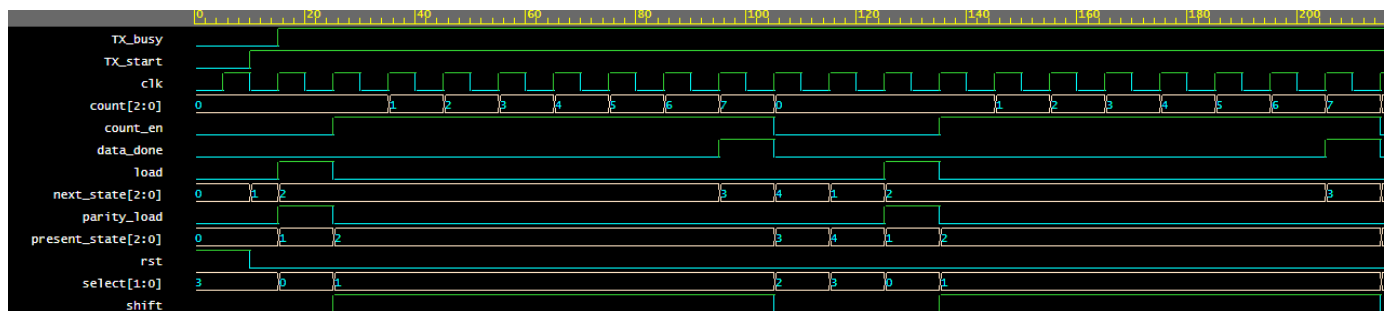 0 20 40 60 80 100 120 140 160 180 200
TX_busy
TX_start
clk
count[2:0] 0 1 2 3 4 5 6 7 0 1 2 3 4 5 6 7
count_en
data_done
load
next_state[2:0] 0 1 2 3 4 1 2 3
parity_load
present_state[2:0] 0 1 2 3 4 1 2
rst
select[1:0] 3 0 1 2 3 0 1
shift